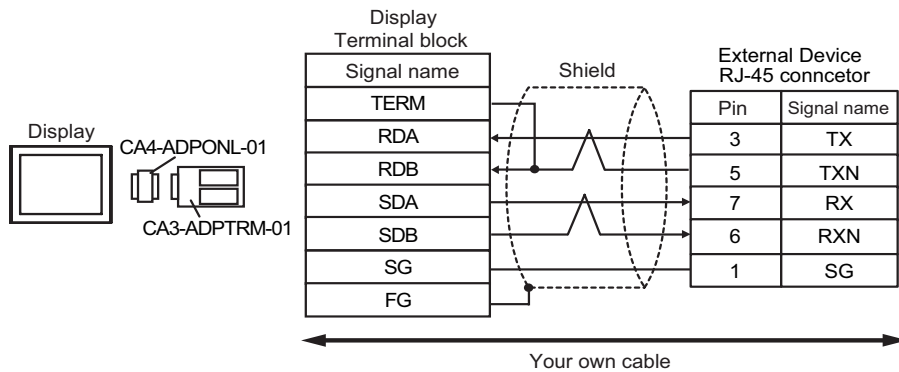 Display
Terminal block
Signal name
TERM
RDA
RDB
SDA
SDB
SG
FG
Shield
External Device
RJ-45 conncetor
Pin Signal name
3 TX
5 TXN
7 RX
6 RXN
1 SG
Display
CA4-ADPONL-01
CA3-ADPTRM-01
Your own cable